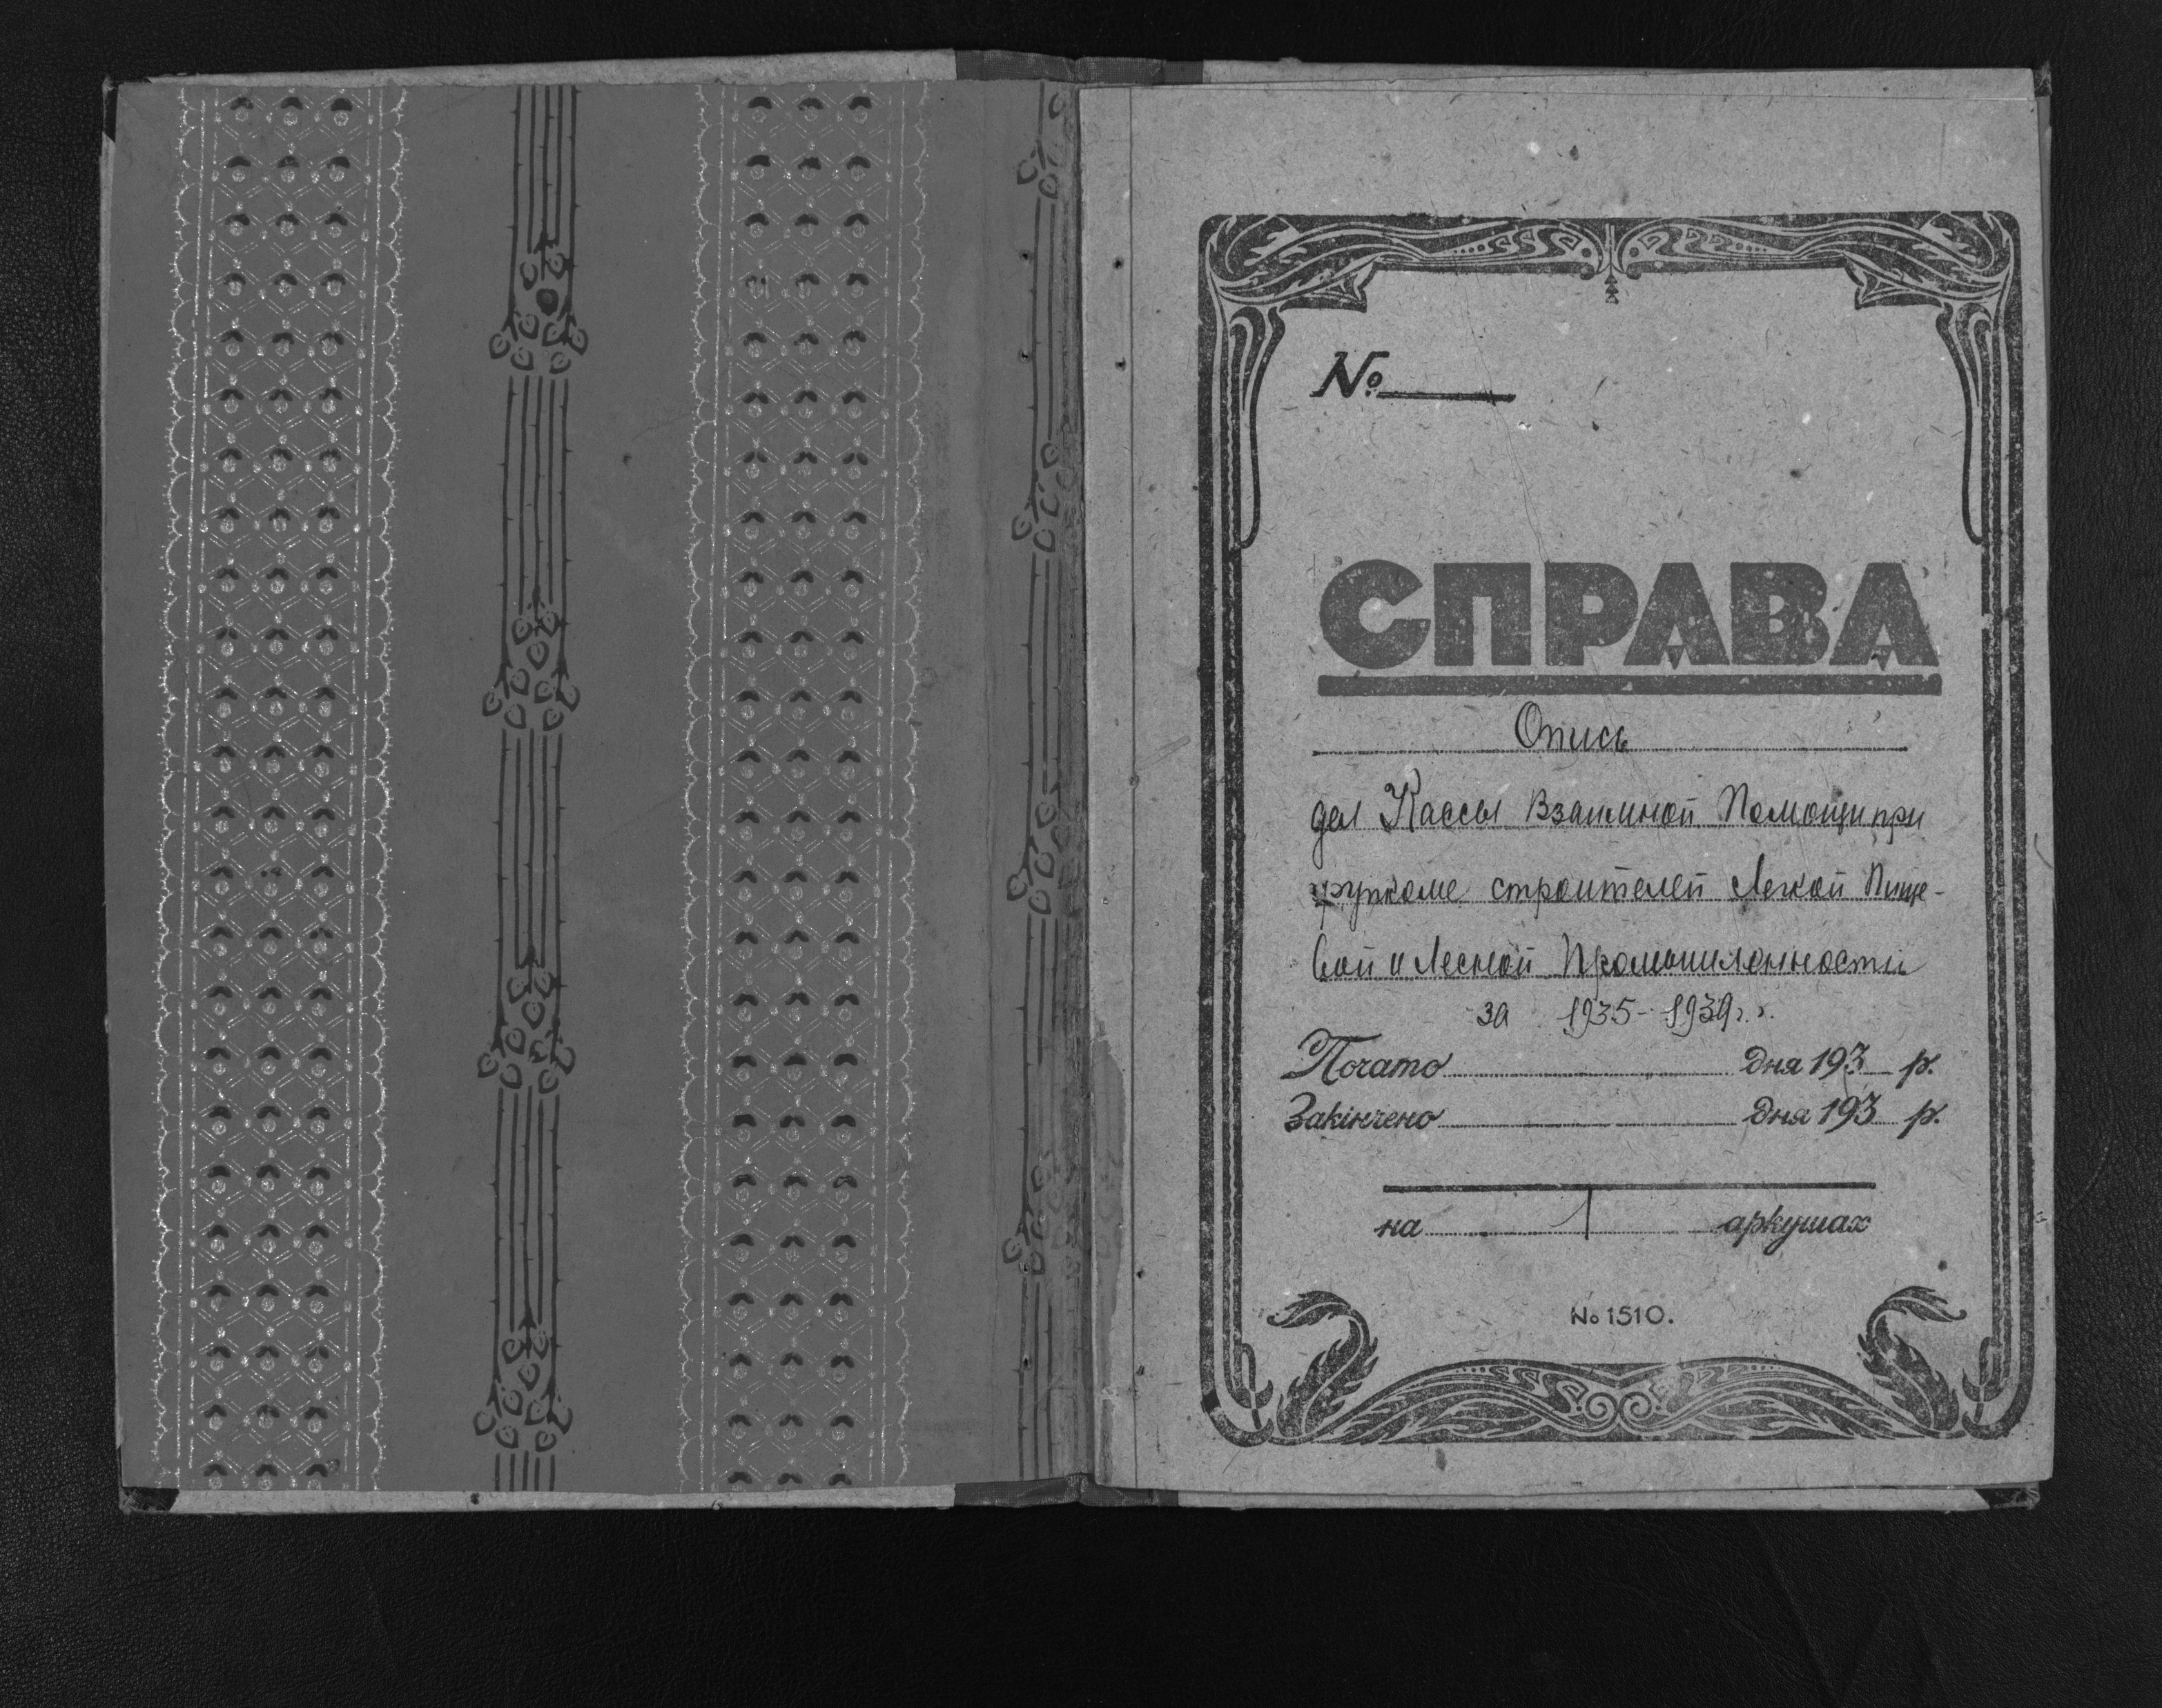 №
СПРАВА
Опись
дел Кассы Взаимной Помощи при
групкоме строителей Легкой Пище-
вой и Лесной Промышленности
за 1935-1939 г.г.
Почато дня 193 р.
Закінчено дня 193 р.
на 1 аркушах
№ 1510.